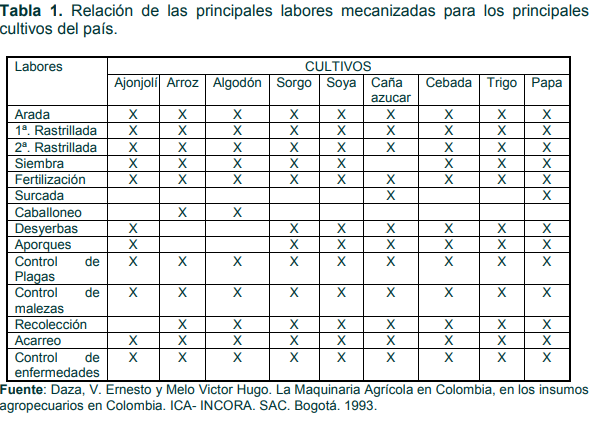 Tabla 1. Relación de las principales labores mecanizadas para los principales
cultivos del país.
Labores CULTIVOS
Ajonjolí Arroz Algodón Sorgo Soya Caña azucar Cebada Trigo Papa
Arada X X X X X X X X X
1ª. Rastrillada X X X X X X X X X
2ª. Rastrillada X X X X X X X X X
Siembra X X X X X X X X
Fertilización X X X X X X X X X
Surcada X X
Caballoneo X X
Desyerbas X X X X X X X
Aporques X X X X X X X
Control de
Plagas X X X X X X X X X
Control de
malezas X X X X X X X X X
Recolección X X X X X X X X
Acarreo X X X X X X X X X
Control de
enfermedades X X X X X X X X X
Fuente: Daza, V. Ernesto y Melo Victor Hugo. La Maquinaria Agrícola en Colombia, en los insumos
agropecuarios en Colombia. ICA- INCORA. SAC. Bogotá. 1993.